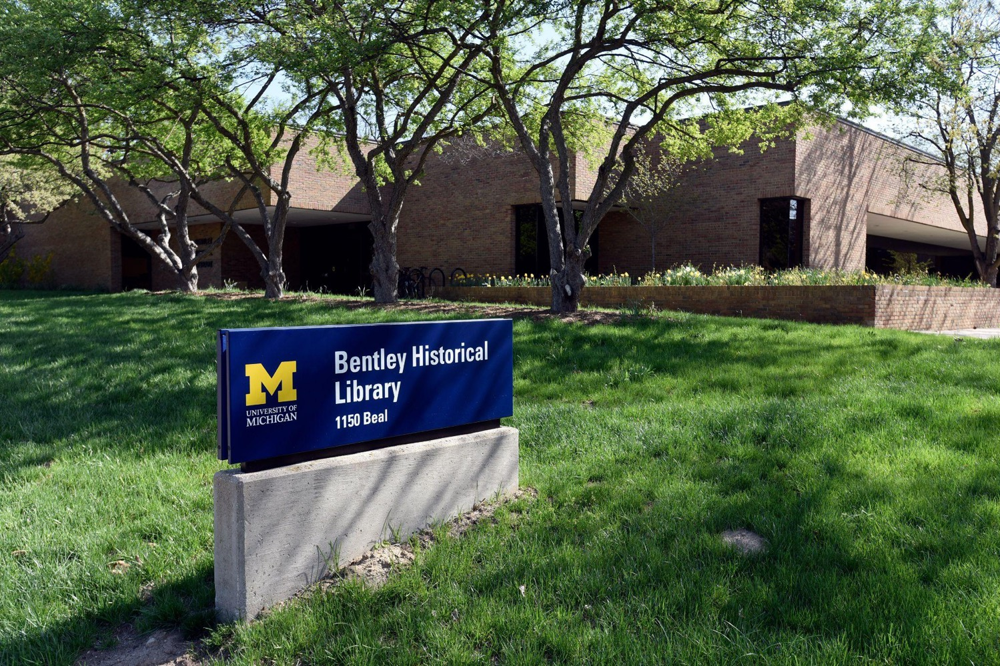 M
UNIVERSITY OF
MICHIGAN
Bentley Historical
Library
1150 Beal